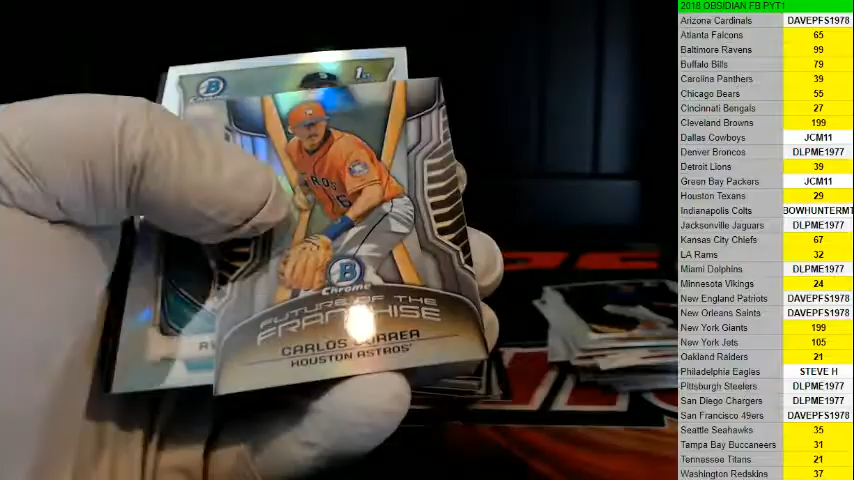 2018 OBSIDIAN FB PYT1
Arizona Cardinals DAVEPFS1978
Atlanta Falcons 65
Baltimore Ravens 99
Buffalo Bills 79
Carolina Panthers 39
Chicago Bears 55
Cincinnati Bengals 27
Cleveland Browns 199
Dallas Cowboys JCM11
Denver Broncos DLPME1977
Detroit Lions 39
Green Bay Packers JCM11
Houston Texans 29
Indianapolis Colts BOWHUNTERMT
Jacksonville Jaguars DLPME1977
Kansas City Chiefs 67
LA Rams 32
Miami Dolphins DLPME1977
Minnesota Vikings 24
New England Patriots DAVEPFS1978
New Orleans Saints DAVEPFS1978
New York Giants 199
New York Jets 105
Oakland Raiders 21
Philadelphia Eagles STEVE H
Pittsburgh Steelers DLPME1977
San Diego Chargers DLPME1977
San Francisco 49ers DAVEPFS1978
Seattle Seahawks 35
Tampa Bay Buccaneers 31
Tennessee Titans 21
Washington Redskins 37
B
Chrome
1st
B
Chrome
FUTURE OF THE
FRANCHISE
CARLOS CORREA
HOUSTON ASTROS